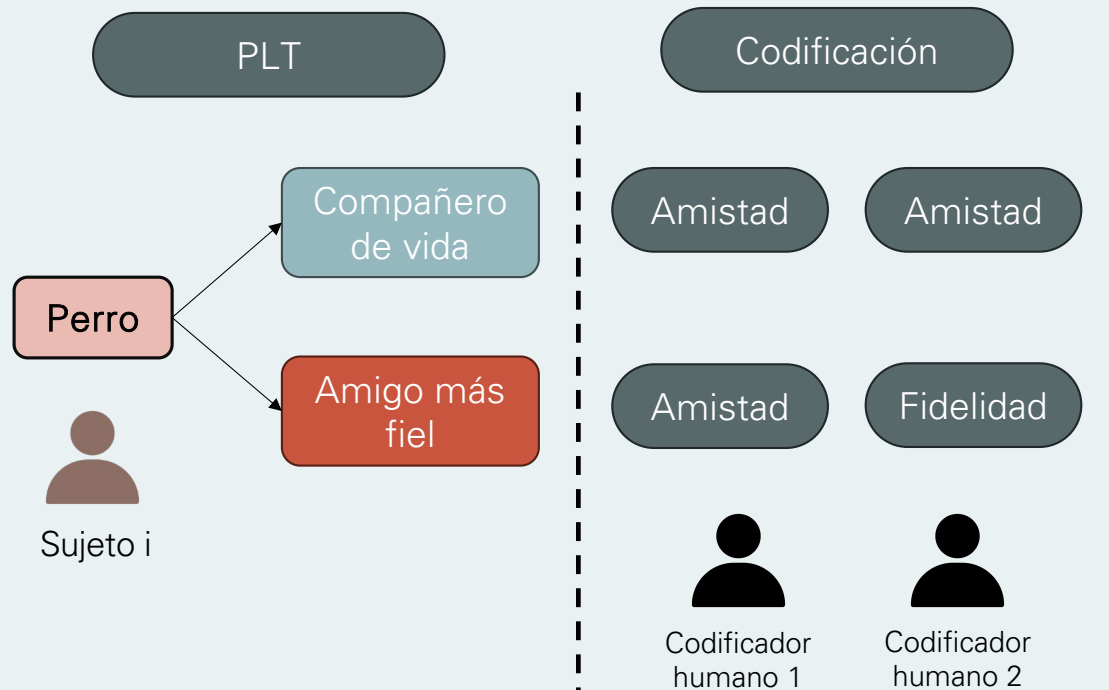 PLT
Codificación
Compañero
de vida
Amistad
Amistad
Perro
Amigo más
fiel
Amistad
Fidelidad
Sujeto i
Codificador
humano 1
Codificador
humano 2